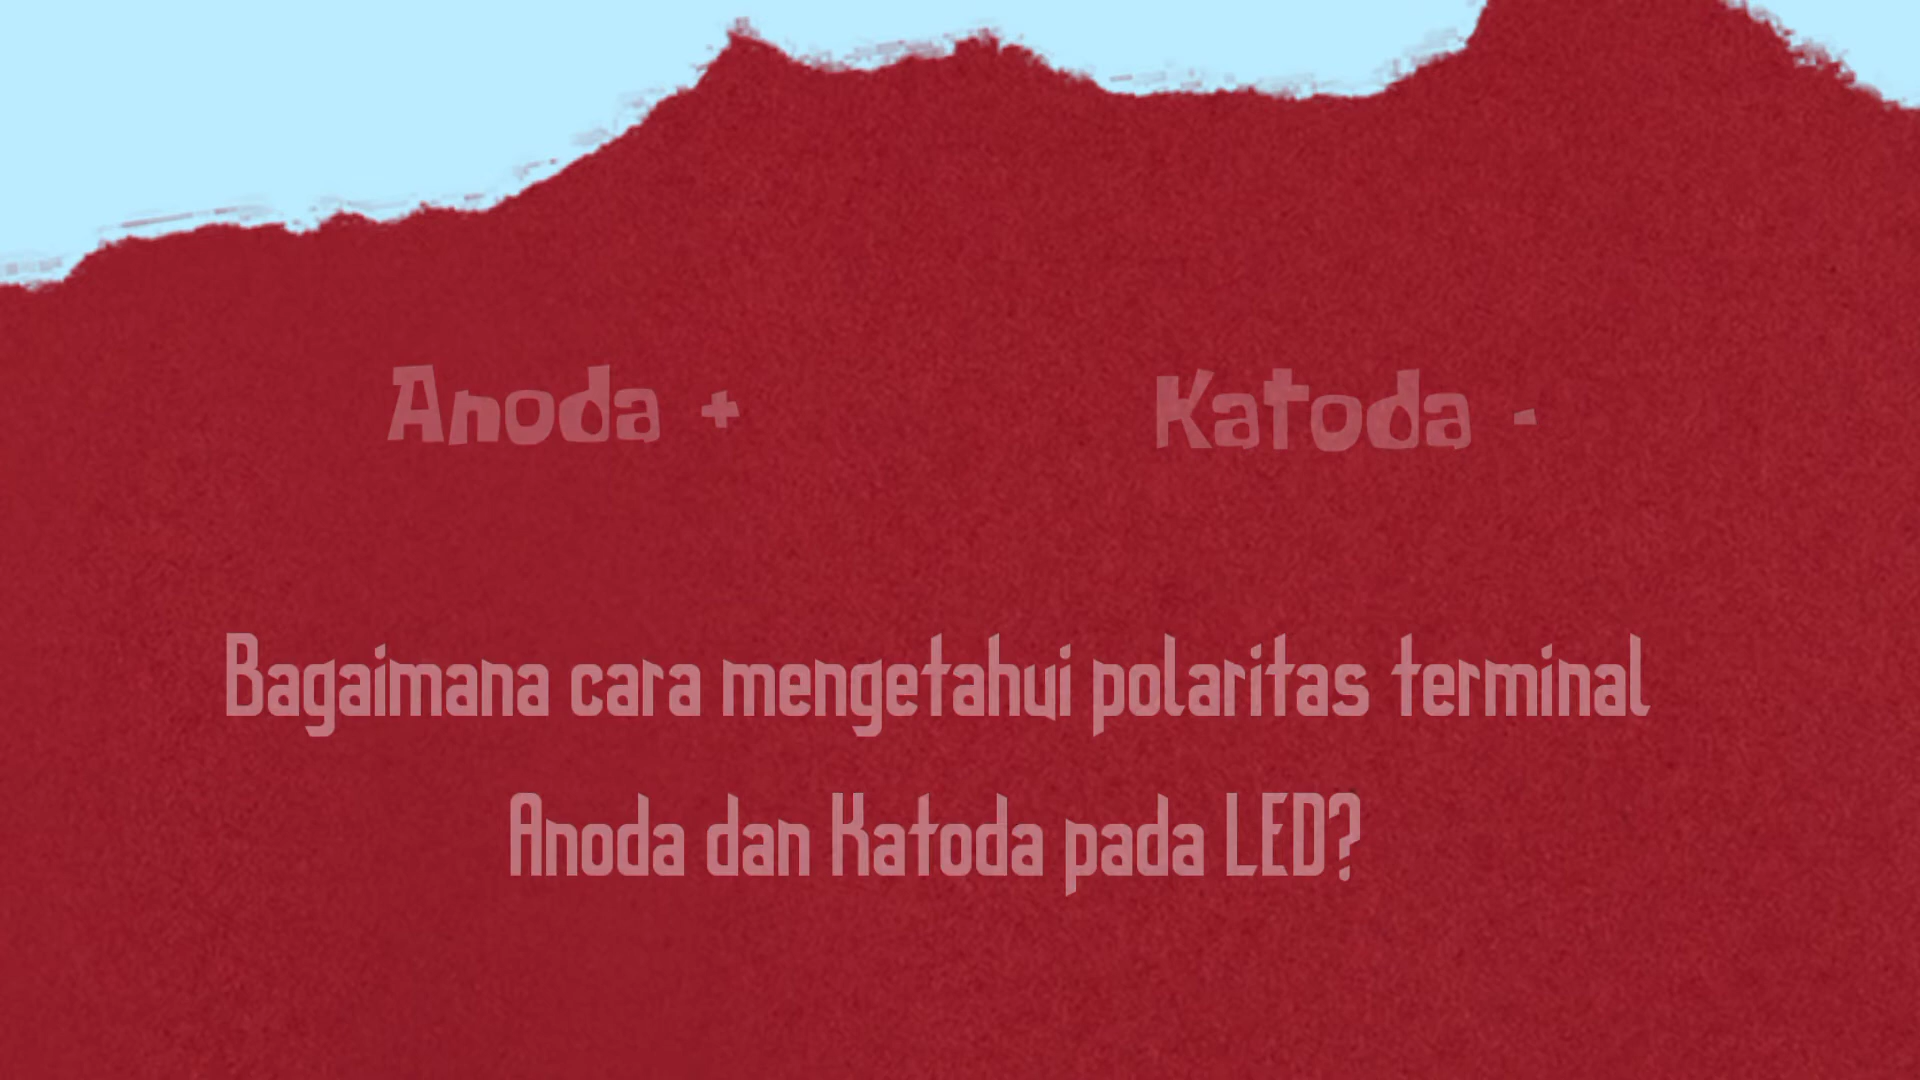 Anoda + Katoda -
Bagaimana cara mengetahui polaritas terminal
Anoda dan Katoda pada LED?